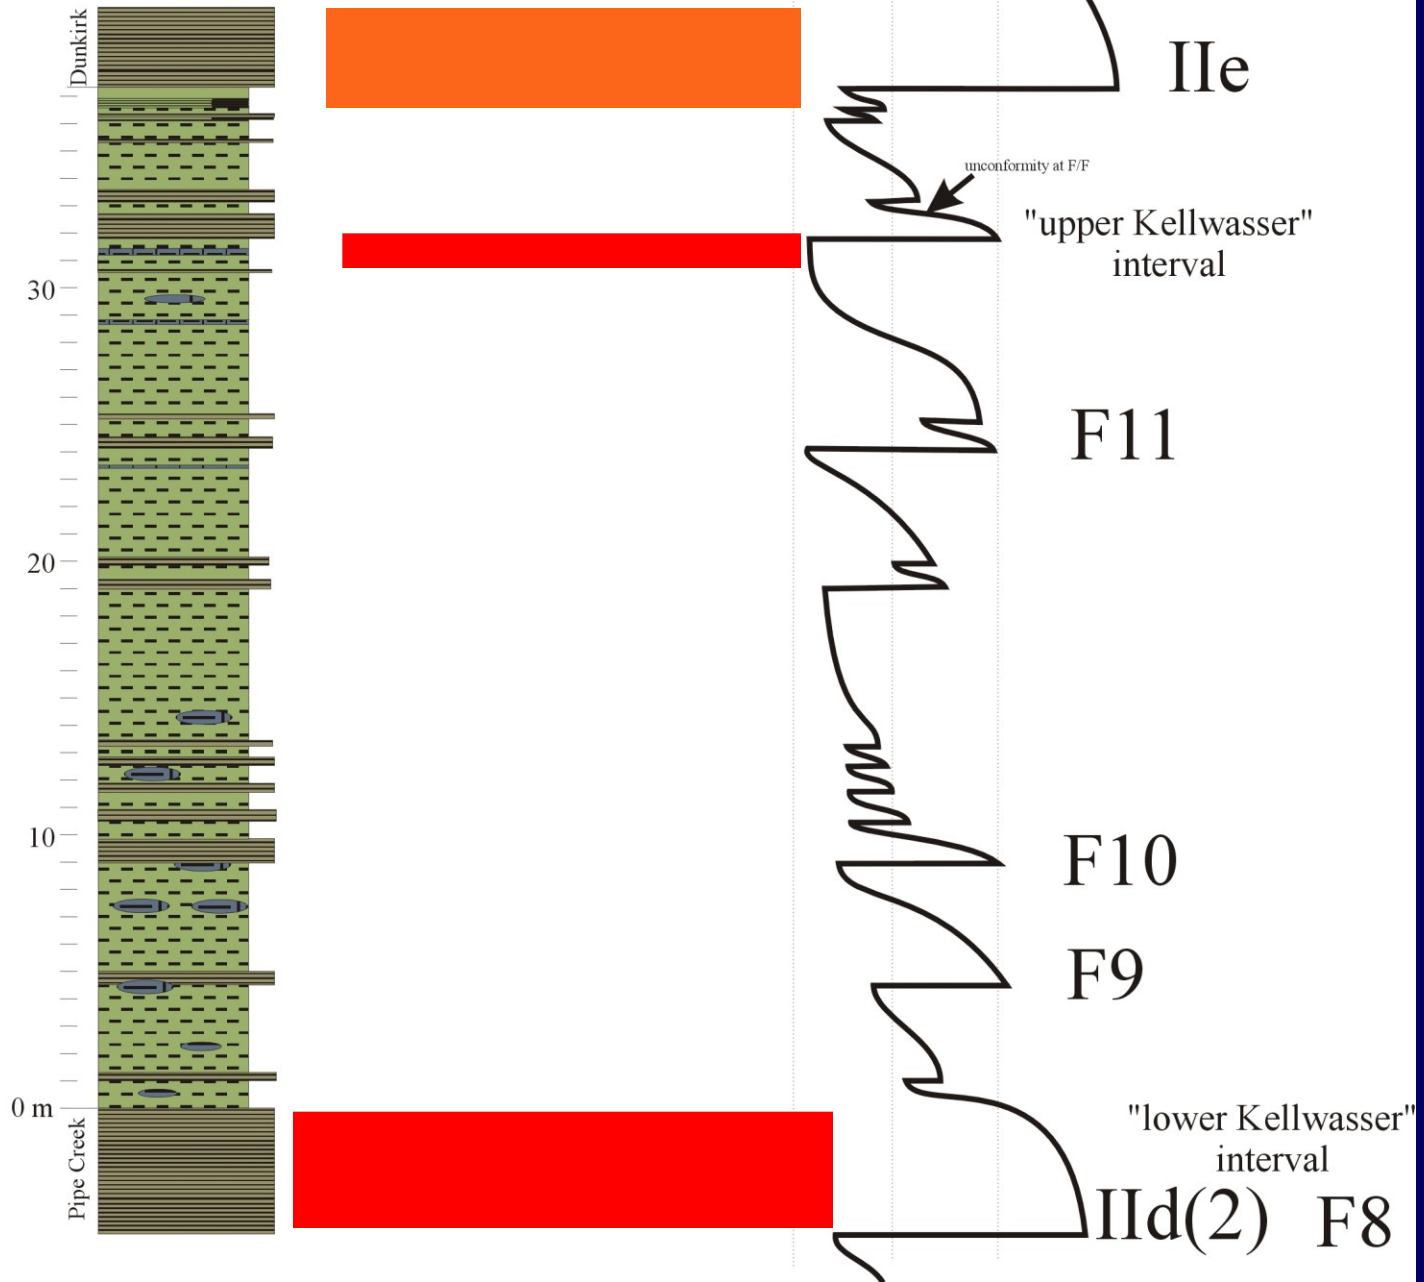 Dunkirk
IIe
unconformity at F/F
"upper Kellwasser"
interval
30
F11
20
10
F10
F9
0 m
"lower Kellwasser"
interval
Pipe Creek
IId(2) F8